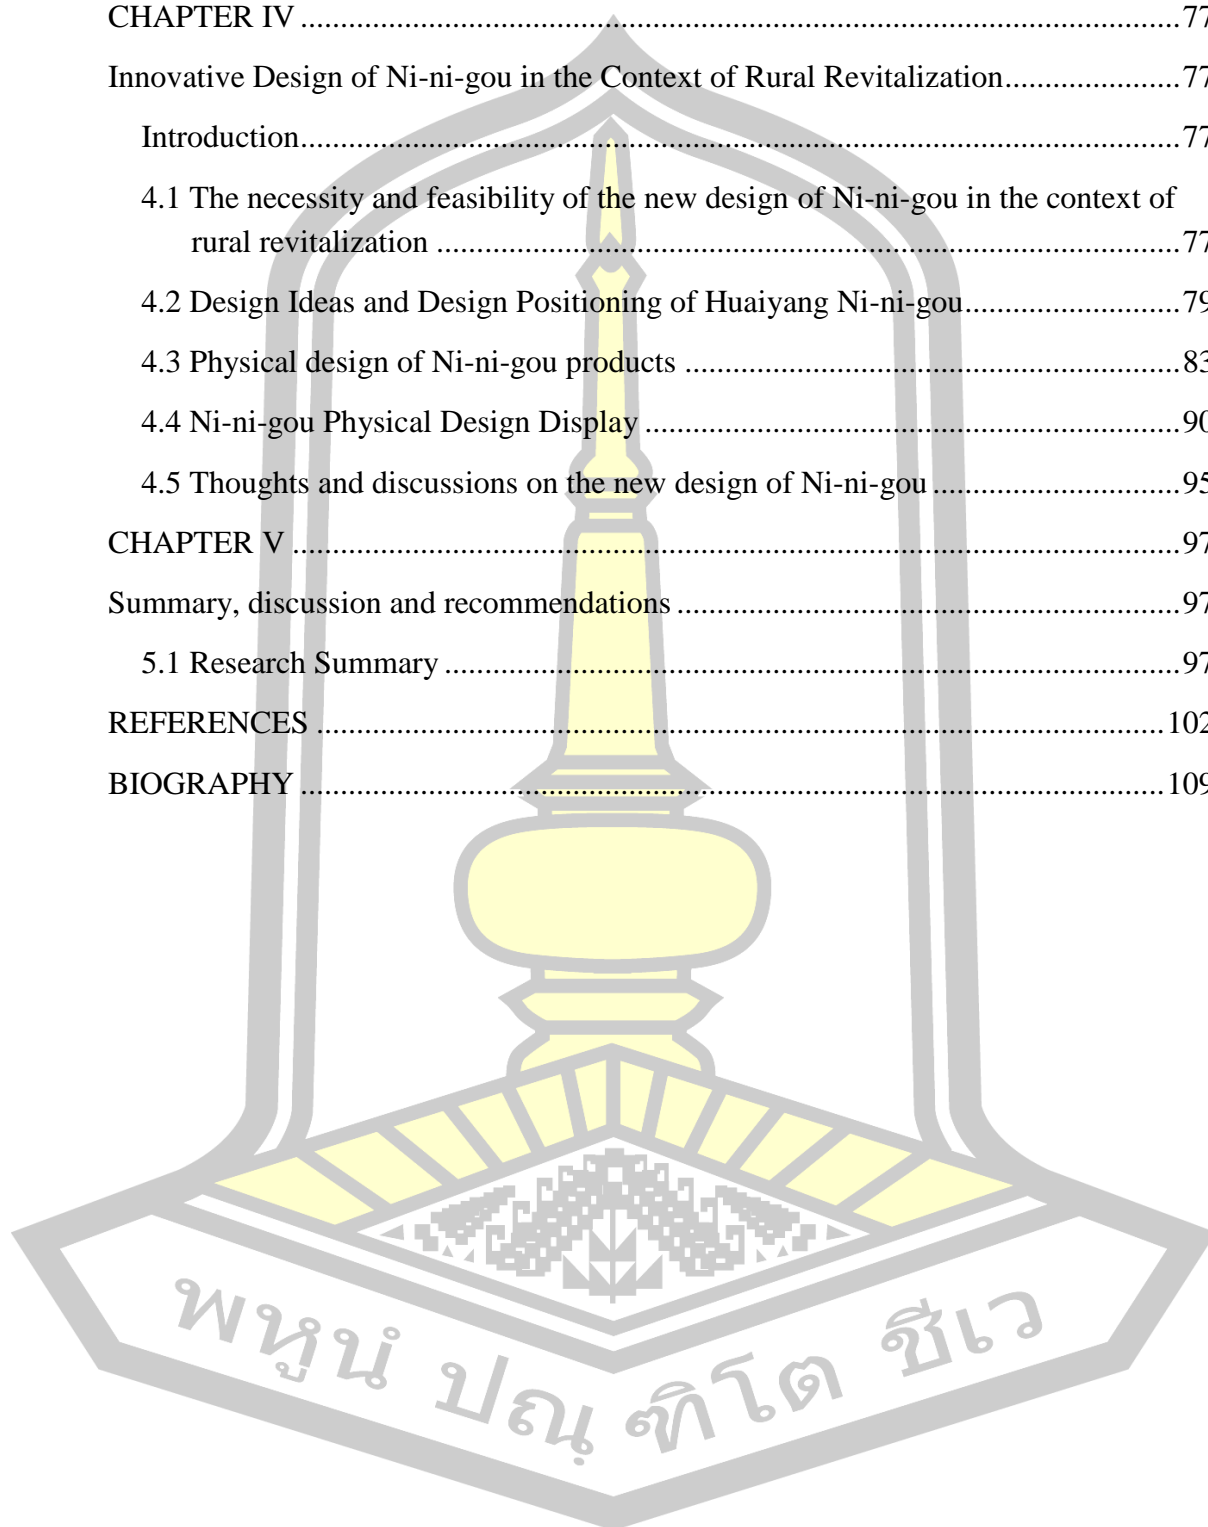 CHAPTER IV ........................................................................................................77
Innovative Design of Ni-ni-gou in the Context of Rural Revitalization.....................77
Introduction.........................................................................................................77
4.1 The necessity and feasibility of the new design of Ni-ni-gou in the context of
rural revitalization ........................................................................................77
4.2 Design Ideas and Design Positioning of Huaiyang Ni-ni-gou..........................79
4.3 Physical design of Ni-ni-gou products ............................................................83
4.4 Ni-ni-gou Physical Design Display .................................................................90
4.5 Thoughts and discussions on the new design of Ni-ni-gou ..............................95
CHAPTER V .........................................................................................................97
Summary, discussion and recommendations ............................................................97
5.1 Research Summary .........................................................................................97
REFERENCES ....................................................................................................102
BIOGRAPHY ......................................................................................................109
พหูนํ ปณฺฑิโต ชีเว